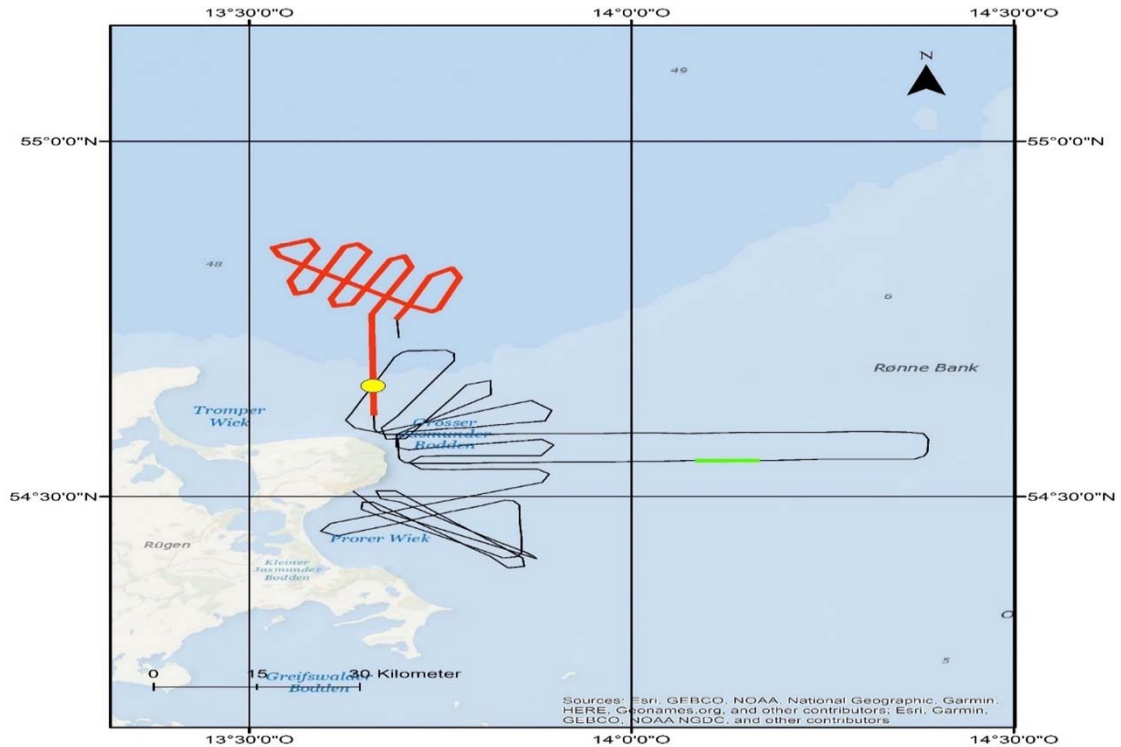 13°30'0"O 14°0'0"O 14°30'0"O
N
49
55°0'0"N 55°0'0"N
48
6
Rønne Bank
Tromper
Wiek
Grosser
Jasmunder
Bodden
54°30'0"N 54°30'0"N
Prorer Wiek
Rügen
Kleiner
Jasmunder
Bodden
O
5
0 15 30 Kilometer
Greifswalder
Bodden
Sources: Esri, GEBCO, NOAA, National Geographic, Garmin,
HERE, Geonames.org, and other contributors; Esri, Garmin,
GEBCO, NOAA NGDC, and other contributors
13°30'0"O 14°0'0"O 14°30'0"O